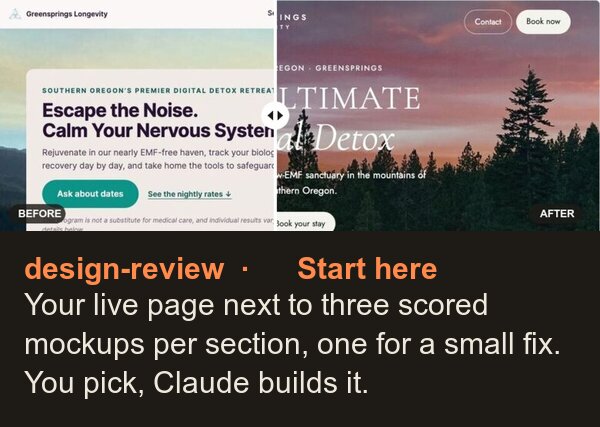 Greensprings Longevity
INGS
Contact
Book now
SOUTHERN OREGON'S PREMIER DIGITAL DETOX RETREAT
Escape the Noise.
Calm Your Nervous System
Rejuvenate in our nearly EMF-free haven, track your biolog
recovery day by day, and take home the tools to safeguard
Ask about dates
See the nightly rates ↓
program is not a substitute for medical care, and individual results var
details below
EGON · GREENSPRINGS
LTIMATE
al Detox
w-EMF sanctuary in the mountains of
thern Oregon.
Book your stay
BEFORE
AFTER
design-review · Start here
Your live page next to three scored
mockups per section, one for a small fix.
You pick, Claude builds it.